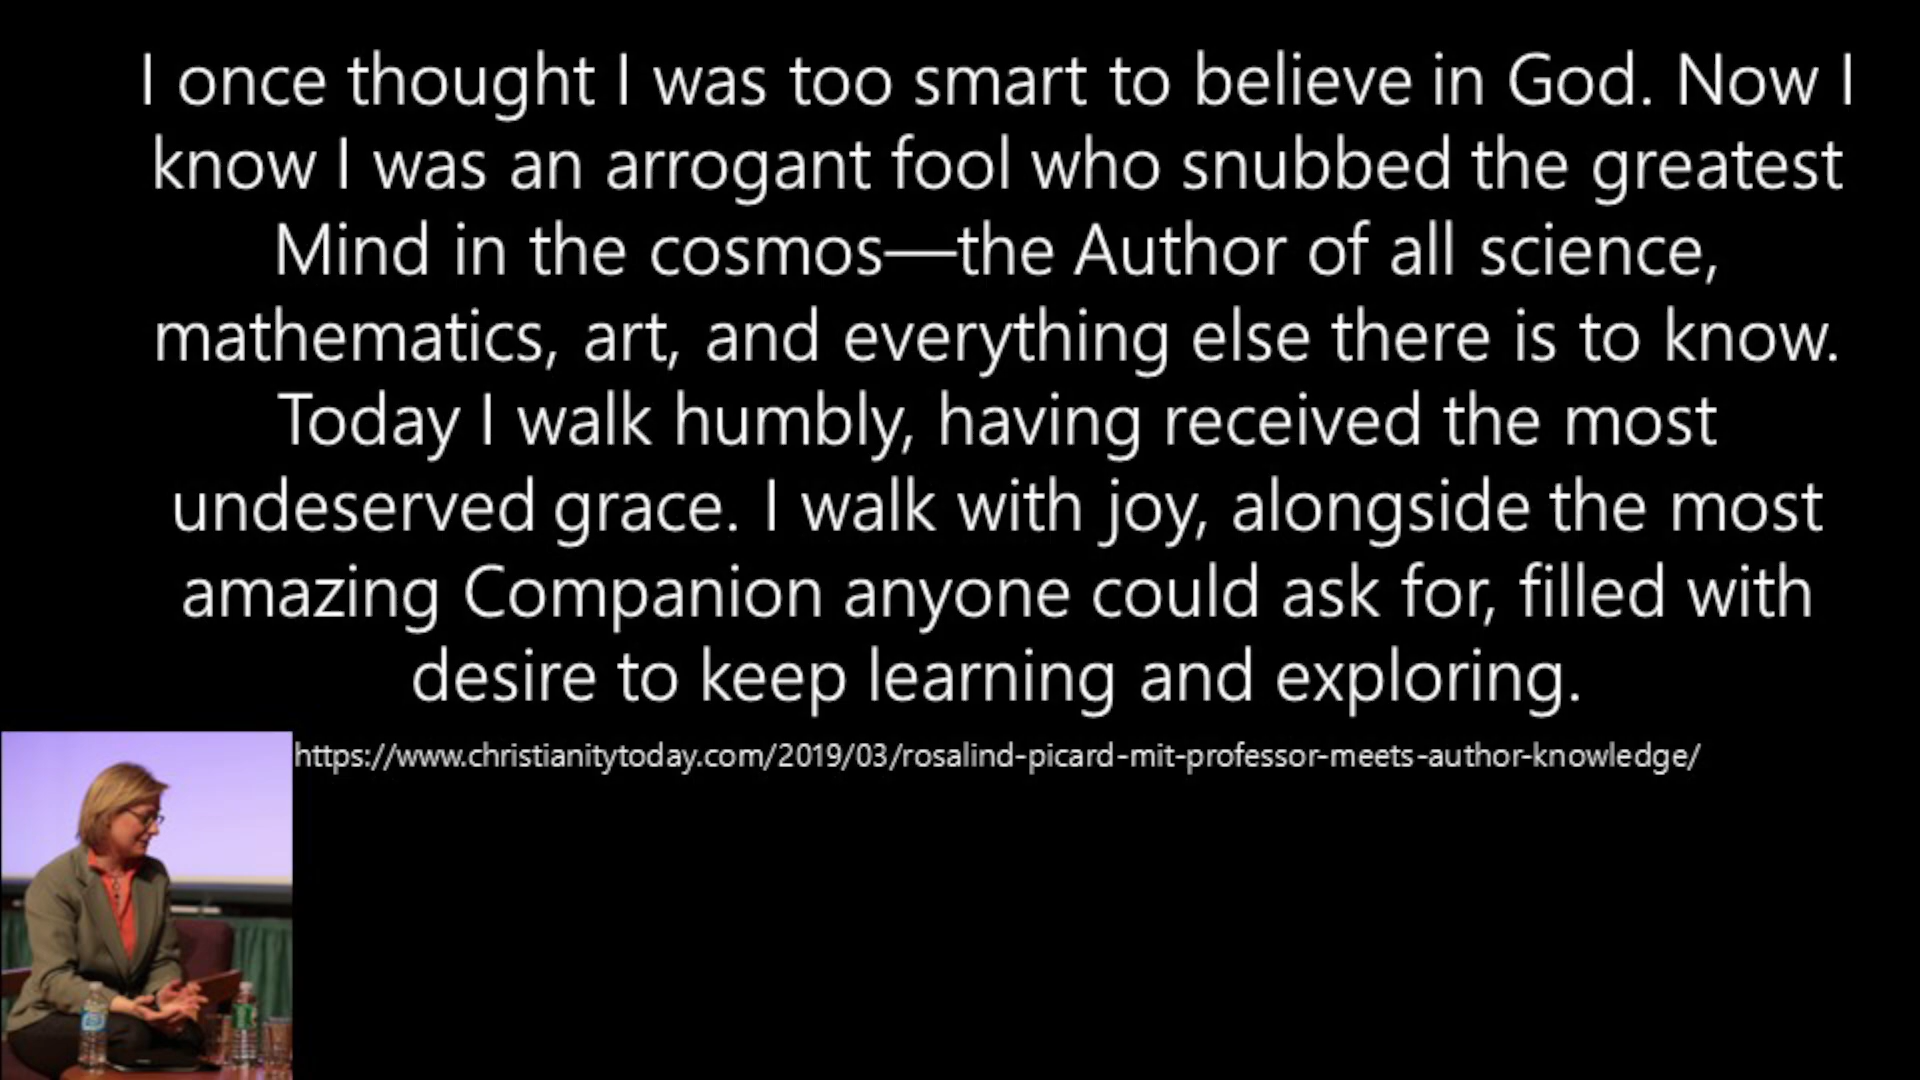 I once thought I was too smart to believe in God. Now I
know I was an arrogant fool who snubbed the greatest
Mind in the cosmos—the Author of all science,
mathematics, art, and everything else there is to know.
Today I walk humbly, having received the most
undeserved grace. I walk with joy, alongside the most
amazing Companion anyone could ask for, filled with
desire to keep learning and exploring.
https://www.christianitytoday.com/2019/03/rosalind-picard-mit-professor-meets-author-knowledge/